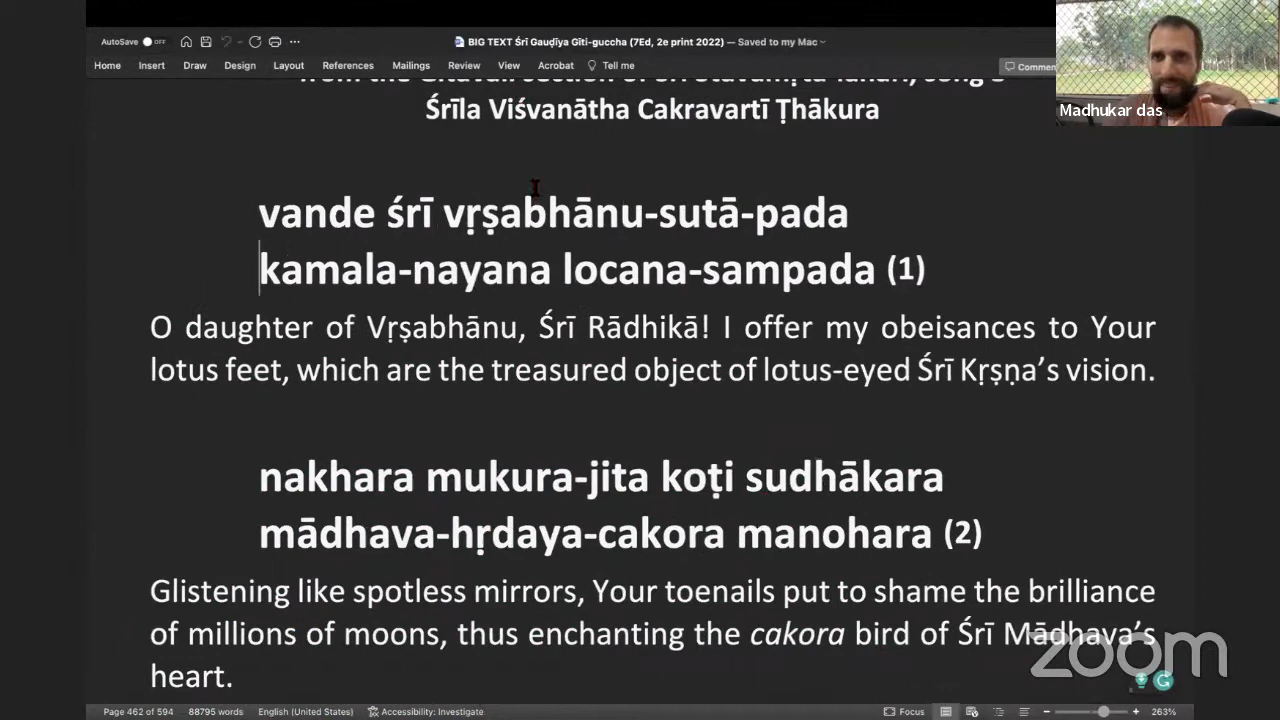 AutoSave OFF
BIG TEXT Śrī Gauḍīya Gīti-guccha (7Ed, 2e print 2022) — Saved to my Mac
Home Insert Draw Design Layout References Mailings Review View Acrobat Tell me
Madhukar das
Śrīla Viśvanātha Cakravartī Ṭhākura
vande śrī vṛṣabhānu-sutā-pada
kamala-nayana locana-sampada (1)
O daughter of Vṛṣabhānu, Śrī Rādhikā! I offer my obeisances to Your
lotus feet, which are the treasured object of lotus-eyed Śrī Kṛṣṇa’s vision.
nakhara mukura-jita koṭi sudhākara
mādhava-hṛdaya-cakora manohara (2)
Glistening like spotless mirrors, Your toenails put to shame the brilliance
of millions of moons, thus enchanting the cakora bird of Śrī Mādhava’s
heart.
zoom
Page 462 of 594 88795 words English (United States) Accessibility: Investigate Focus 263%